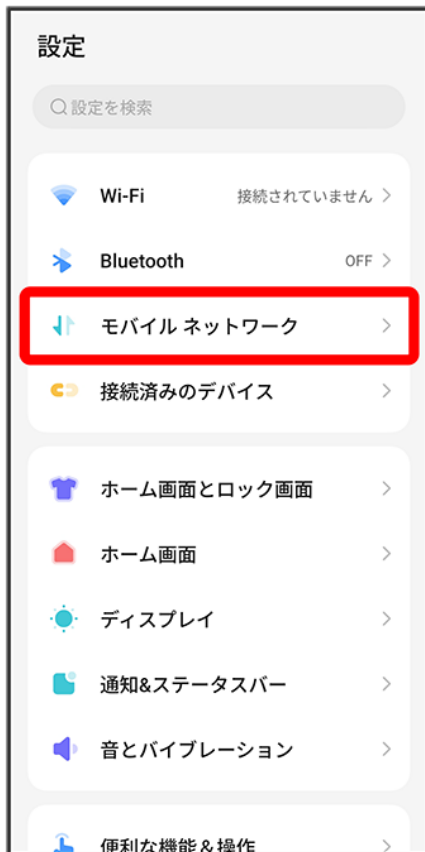 設定
設定を検索
Wi-Fi 接続されていません
Bluetooth OFF
モバイル ネットワーク
接続済みのデバイス
ホーム画面とロック画面
ホーム画面
ディスプレイ
通知&ステータスバー
音とバイブレーション
便利な機能&操作